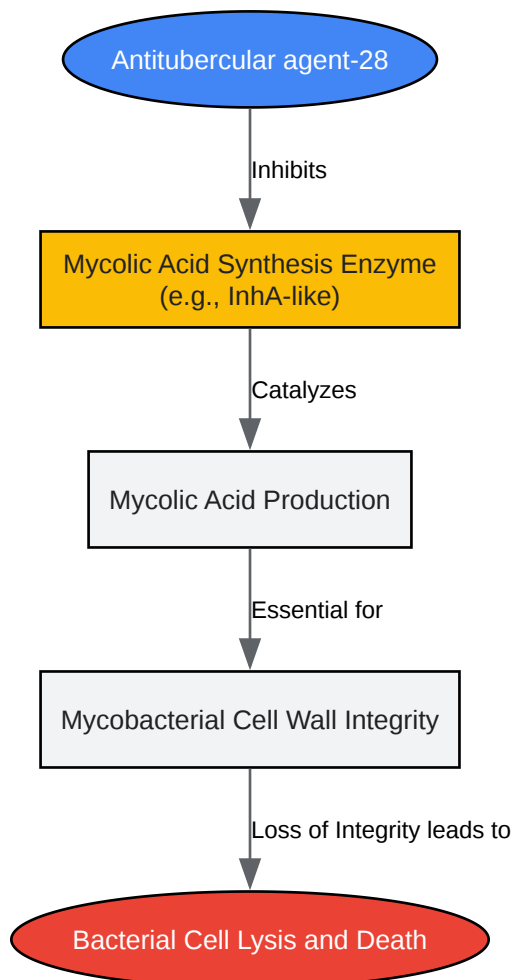 Antitubercular agent-28
Inhibits
Mycolic Acid Synthesis Enzyme
(e.g., InhA-like)
Catalyzes
Mycolic Acid Production
Essential for
Mycobacterial Cell Wall Integrity
Loss of Integrity leads to
Bacterial Cell Lysis and Death